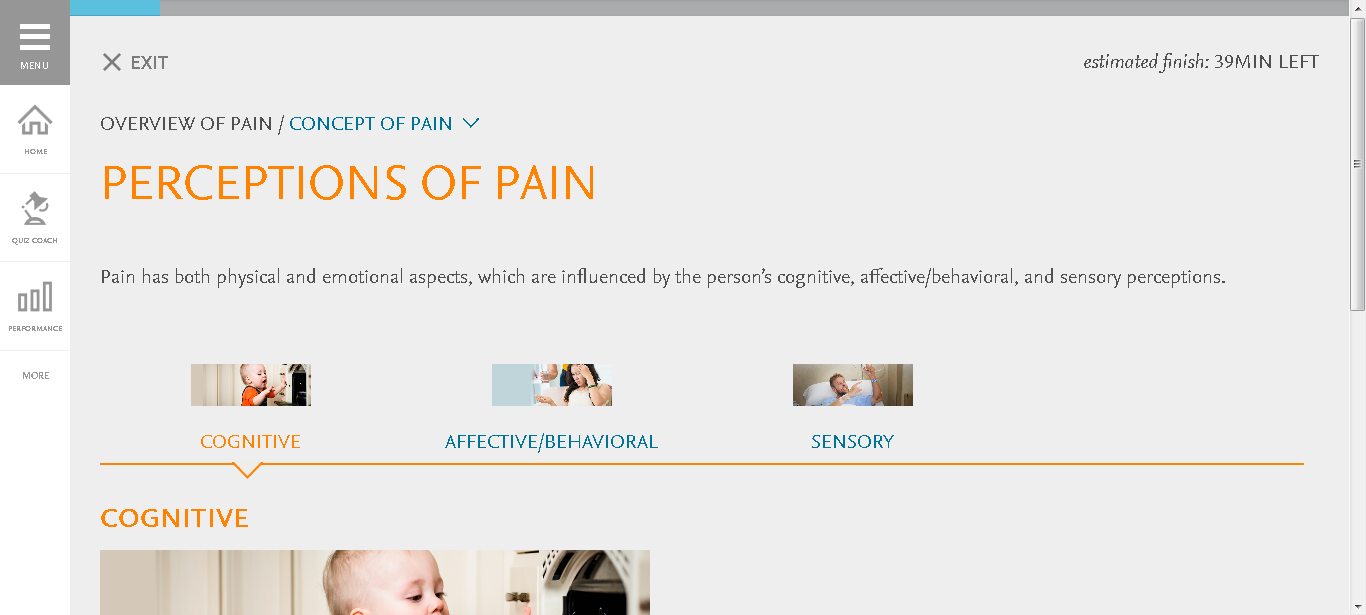 MENU
EXIT
estimated finish: 39MIN LEFT
HOME
OVERVIEW OF PAIN / CONCEPT OF PAIN
PERCEPTIONS OF PAIN
QUIZ COACH
Pain has both physical and emotional aspects, which are influenced by the person's cognitive, affective/behavioral, and sensory perceptions.
PERFORMANCE
MORE
COGNITIVE
AFFECTIVE/BEHAVIORAL
SENSORY
COGNITIVE